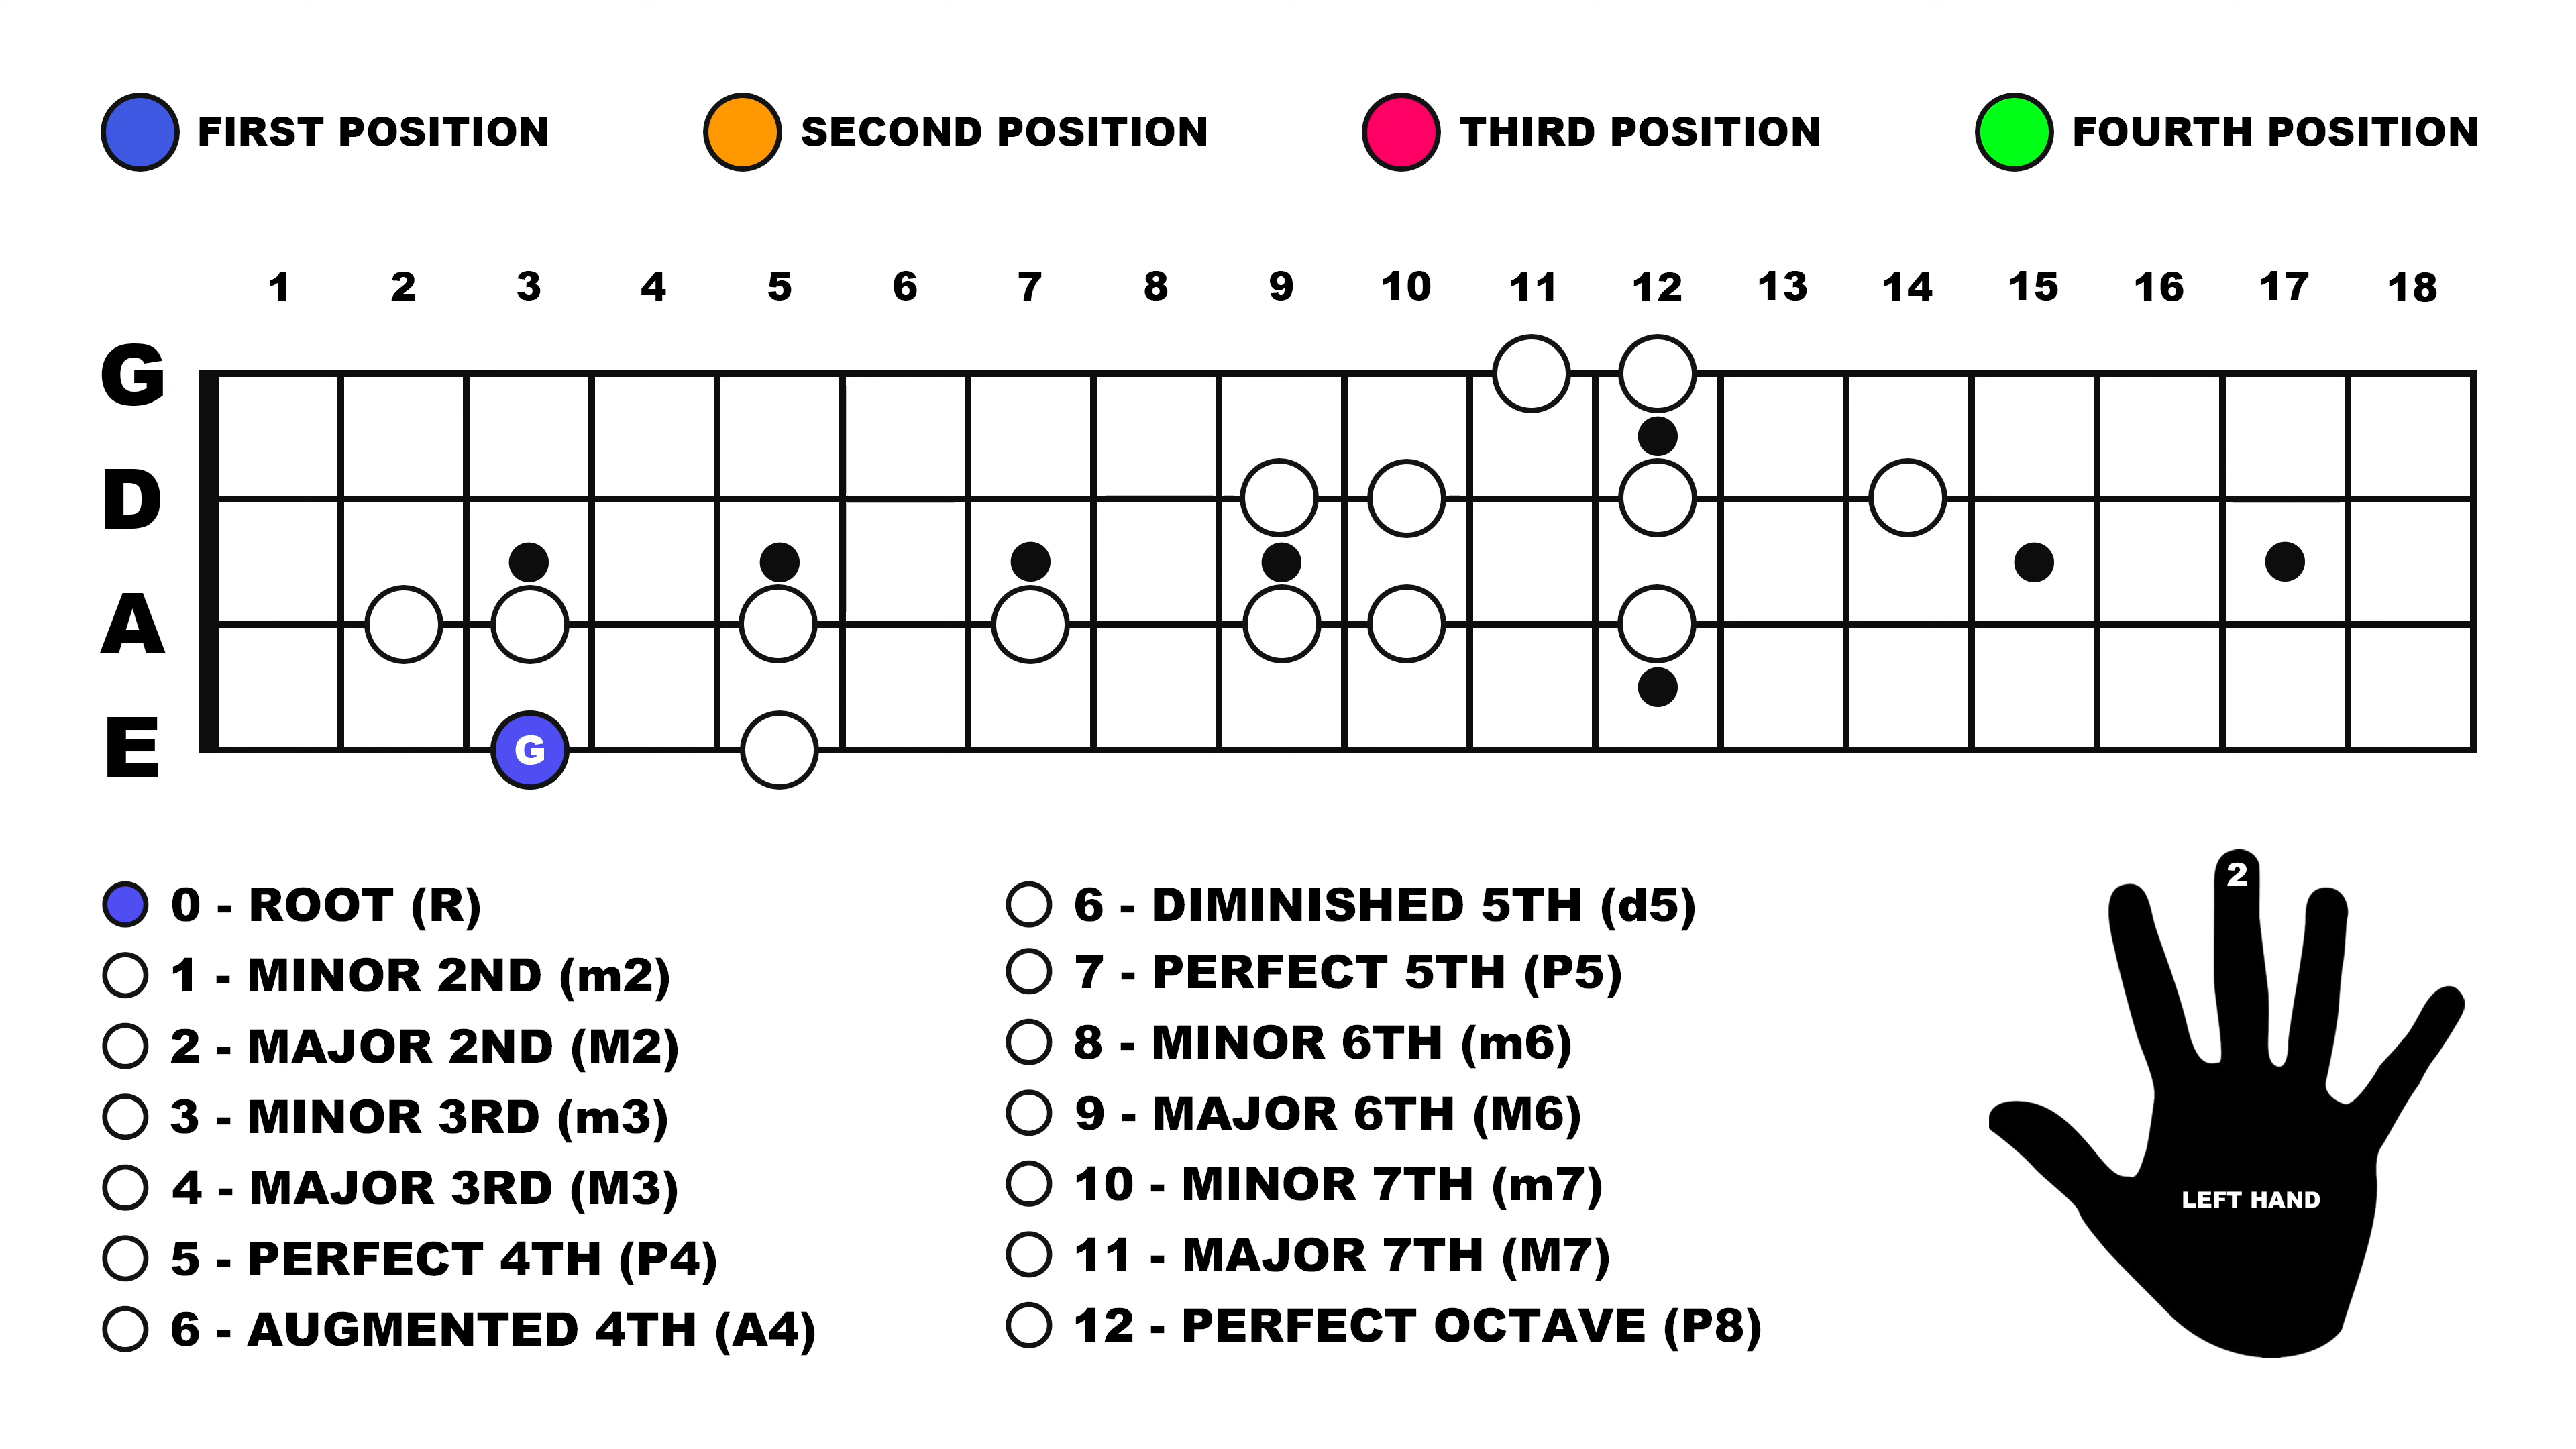 FIRST POSITION SECOND POSITION THIRD POSITION FOURTH POSITION
1 2 3 4 5 6 7 8 9 10 11 12 13 14 15 16 17 18
G
D
A
E
G
0 - ROOT (R)
1 - MINOR 2ND (m2)
2 - MAJOR 2ND (M2)
3 - MINOR 3RD (m3)
4 - MAJOR 3RD (M3)
5 - PERFECT 4TH (P4)
6 - AUGMENTED 4TH (A4)
6 - DIMINISHED 5TH (d5)
7 - PERFECT 5TH (P5)
8 - MINOR 6TH (m6)
9 - MAJOR 6TH (M6)
10 - MINOR 7TH (m7)
11 - MAJOR 7TH (M7)
12 - PERFECT OCTAVE (P8)
2
LEFT HAND